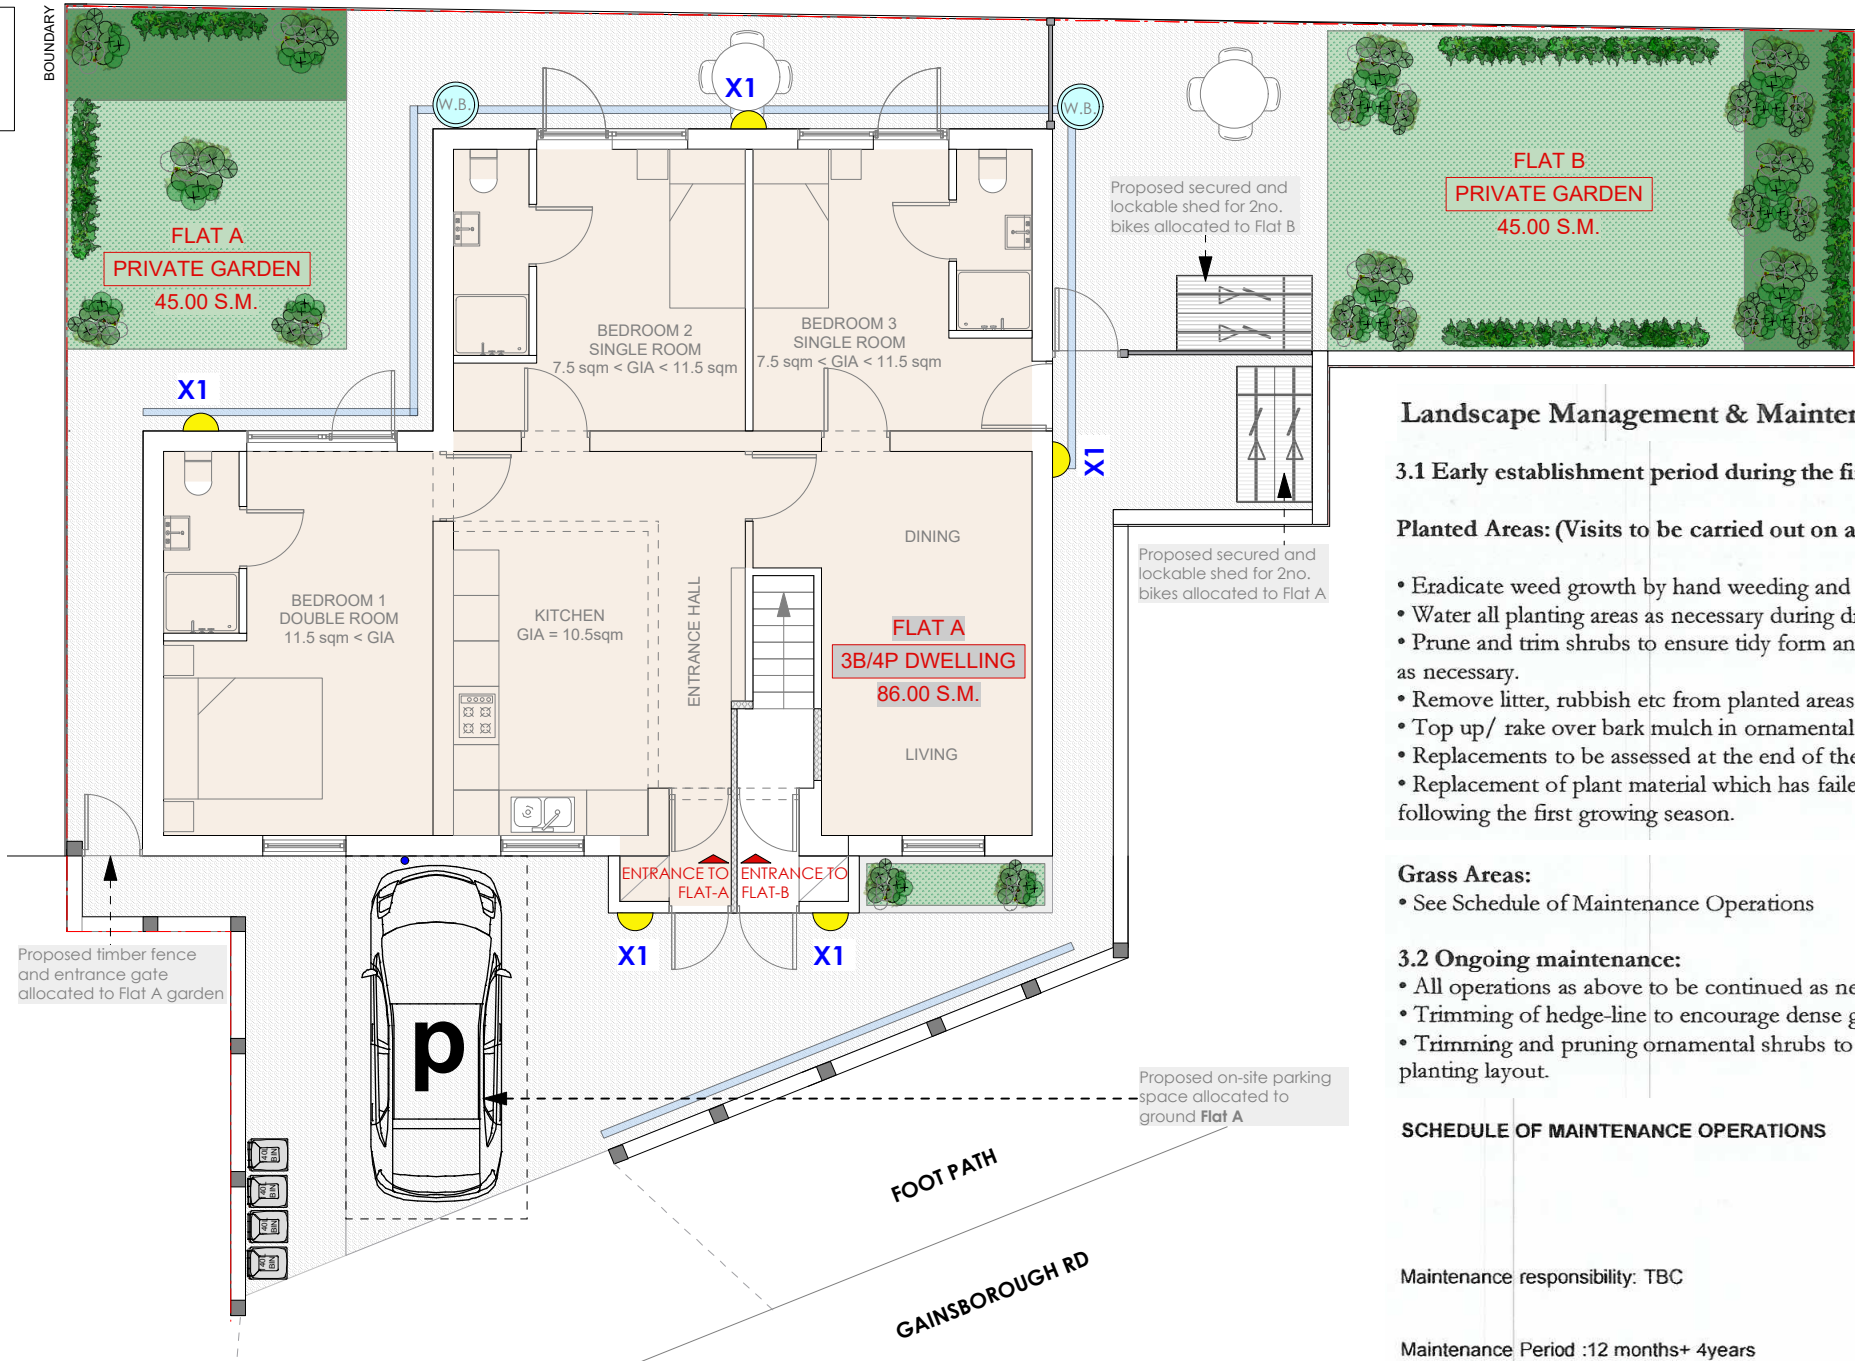 BOUNDARY
W.B.
X1
W.B.
FLAT A
PRIVATE GARDEN
45.00 S.M.
FLAT B
PRIVATE GARDEN
45.00 S.M.
Proposed secured and
lockable shed for 2no.
bikes allocated to Flat B
BEDROOM 2
SINGLE ROOM
7.5 sqm < GIA < 11.5 sqm
BEDROOM 3
SINGLE ROOM
7.5 sqm < GIA < 11.5 sqm
X1
X1
DINING
Proposed secured and
lockable shed for 2no.
bikes allocated to Flat A
BEDROOM 1
DOUBLE ROOM
11.5 sqm < GIA
KITCHEN
GIA = 10.5sqm
ENTRANCE HALL
FLAT A
3B/4P DWELLING
86.00 S.M.
LIVING
ENTRANCE TO
FLAT-A
ENTRANCE TO
FLAT-B
X1
X1
Proposed timber fence
and entrance gate
allocated to Flat A garden
p
Proposed on-site parking
space allocated to
ground Flat A
BIN
BIN
BIN
BIN
FOOT PATH
GAINSBOROUGH RD
Landscape Management & Mainten
3.1 Early establishment period during the fi
Planted Areas: (Visits to be carried out on a
• Eradicate weed growth by hand weeding and
• Water all planting areas as necessary during d
• Prune and trim shrubs to ensure tidy form an
as necessary.
• Remove litter, rubbish etc from planted areas
• Top up/ rake over bark mulch in ornamental
• Replacements to be assessed at the end of the
• Replacement of plant material which has faile
following the first growing season.
Grass Areas:
• See Schedule of Maintenance Operations
3.2 Ongoing maintenance:
• All operations as above to be continued as ne
• Trimming of hedge-line to encourage dense g
• Trimming and pruning ornamental shrubs to
planting layout.
SCHEDULE OF MAINTENANCE OPERATIONS
Maintenance responsibility: TBC
Maintenance Period :12 months+ 4years